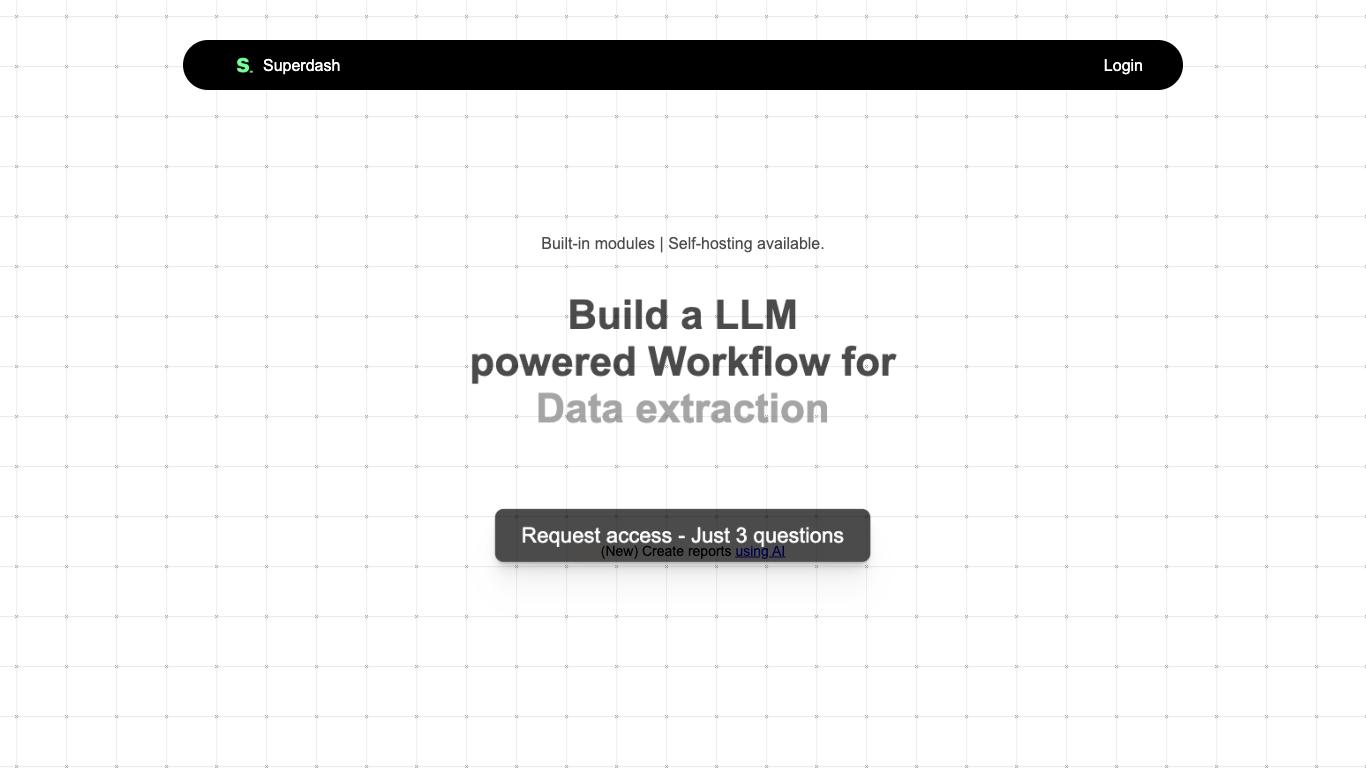 S. Superdash Login
Built-in modules | Self-hosting available.
Build a LLM
powered Workflow for
Data extraction
Request access - Just 3 questions
(New) Create reports using AI